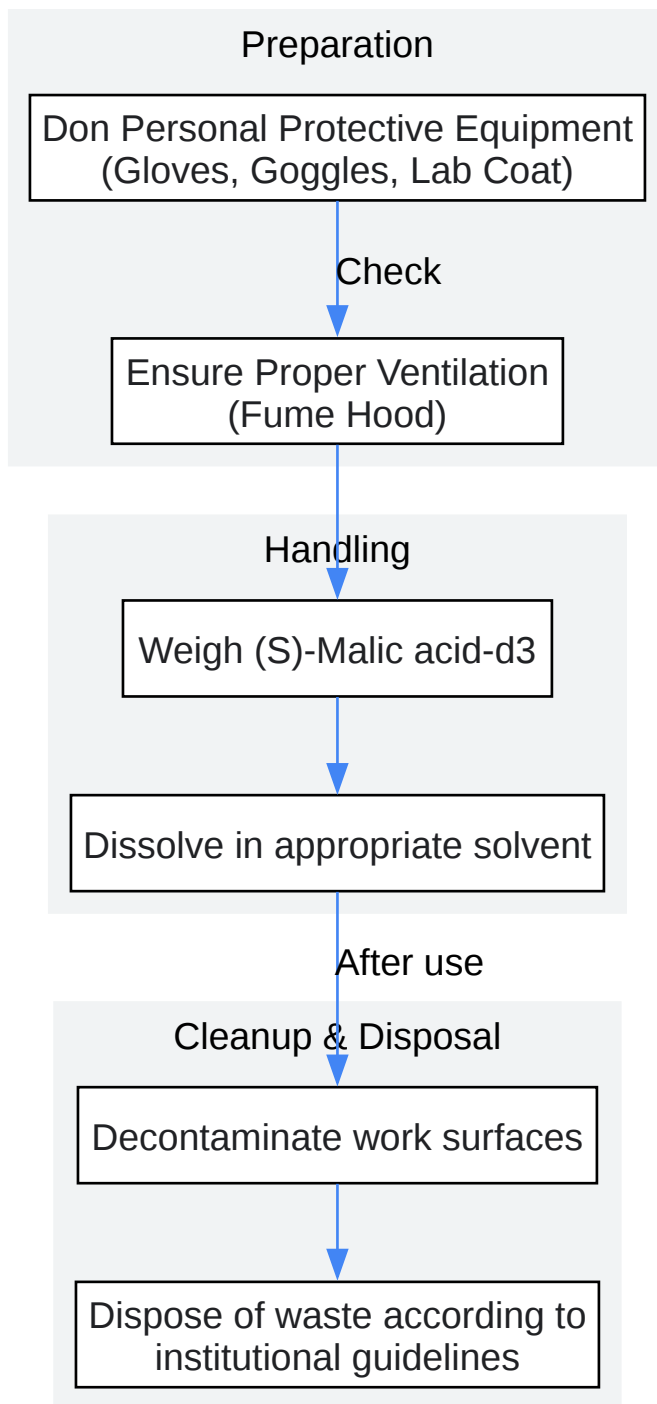 Preparation
Don Personal Protective Equipment
(Gloves, Goggles, Lab Coat)
Check
Ensure Proper Ventilation
(Fume Hood)
Handling
Weigh (S)-Malic acid-d3
Dissolve in appropriate solvent
After use
Cleanup & Disposal
Decontaminate work surfaces
Dispose of waste according to
institutional guidelines